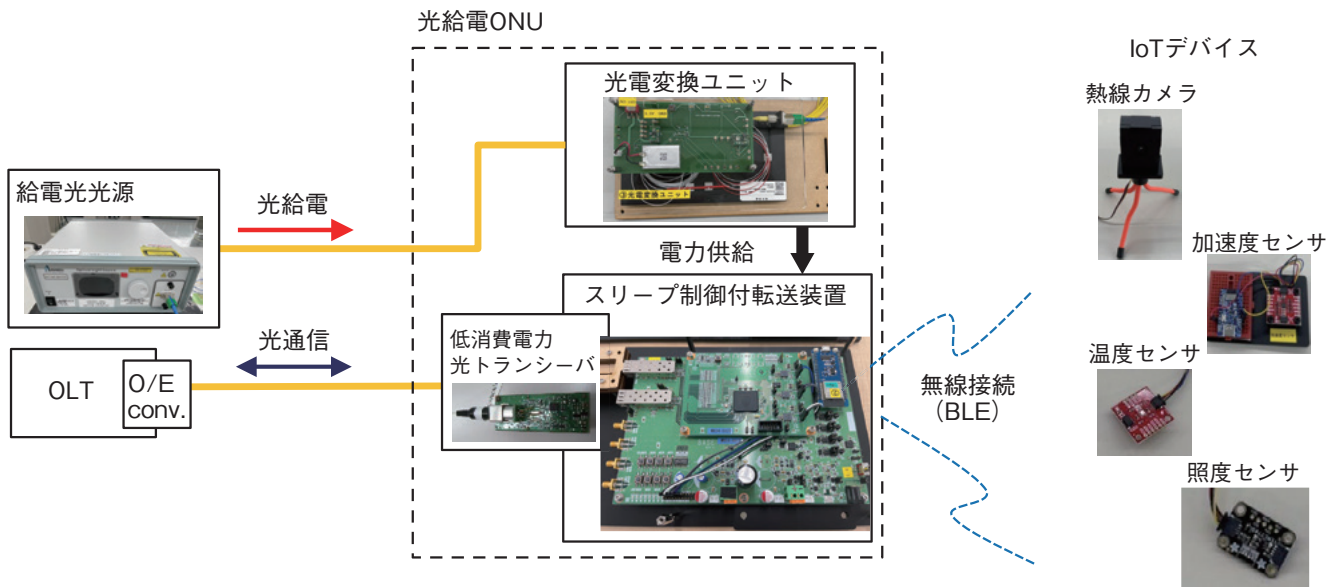 光給電ONU
光電変換ユニット
IoTデバイス
熱線カメラ
給電光光源
光給電
電力供給
加速度センサ
スリープ制御付転送装置
低消費電力
光トランシーバ
光通信
OLT
O/E
conv.
温度センサ
無線接続
（BLE）
照度センサ